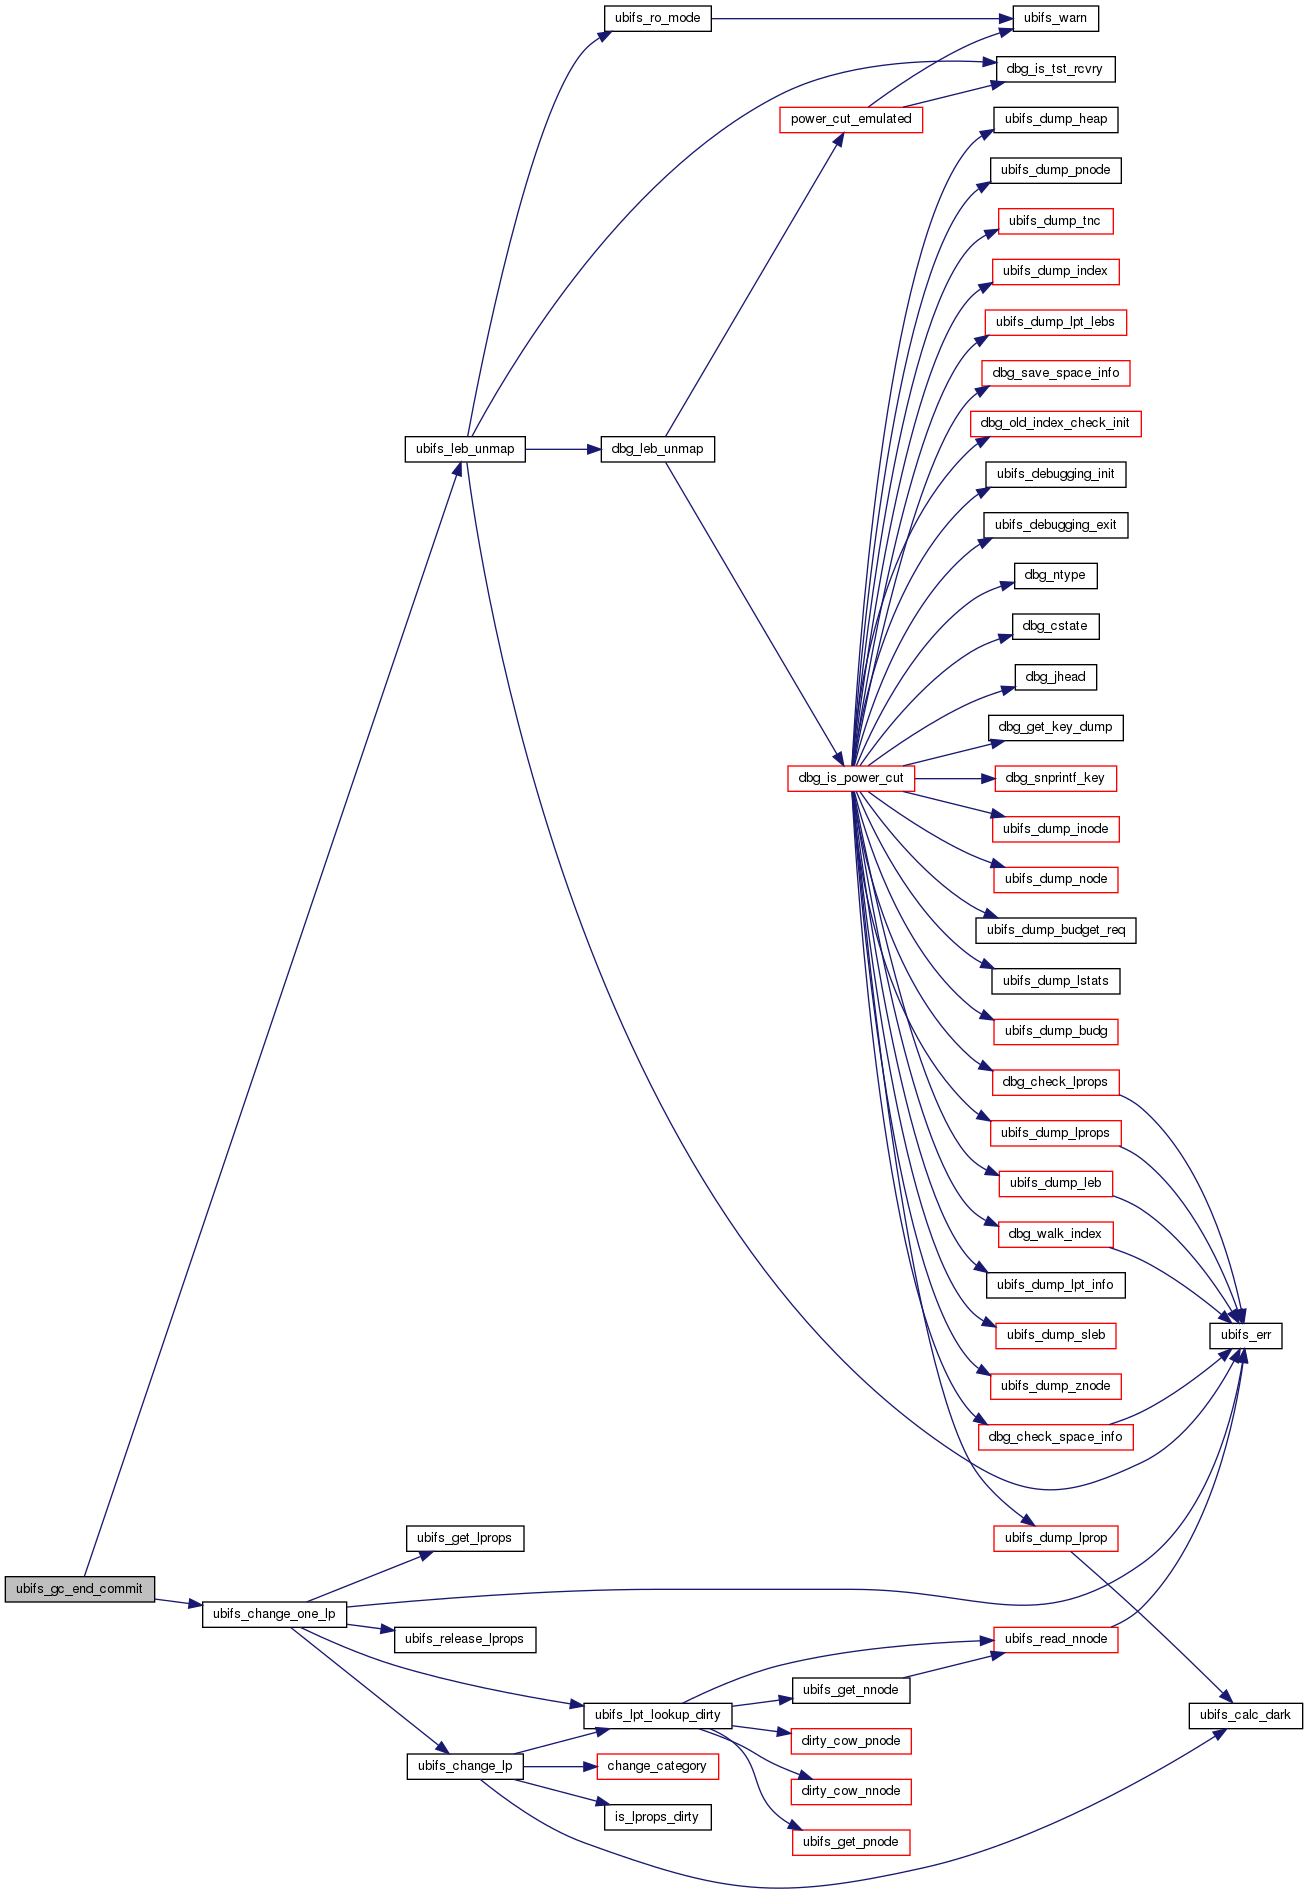 ubifs_ro_mode
ubifs_warn
dbg_is_tst_rcvry
power_cut_emulated
ubifs_dump_heap
ubifs_dump_pnode
ubifs_dump_tnc
ubifs_dump_index
ubifs_dump_lpt_lebs
dbg_save_space_info
dbg_old_index_check_init
ubifs_leb_unmap
dbg_leb_unmap
ubifs_debugging_init
ubifs_debugging_exit
dbg_ntype
dbg_cstate
dbg_jhead
dbg_get_key_dump
dbg_is_power_cut
dbg_snprintf_key
ubifs_dump_inode
ubifs_dump_node
ubifs_dump_budget_req
ubifs_dump_lstats
ubifs_dump_budg
dbg_check_lprops
ubifs_dump_lprops
ubifs_dump_leb
dbg_walk_index
ubifs_dump_lpt_info
ubifs_dump_sleb
ubifs_err
ubifs_dump_znode
dbg_check_space_info
ubifs_get_lprops
ubifs_dump_lprop
ubifs_gc_end_commit
ubifs_change_one_lp
ubifs_release_lprops
ubifs_read_nnode
ubifs_get_nnode
ubifs_lpt_lookup_dirty
ubifs_calc_dark
dirty_cow_pnode
ubifs_change_lp
change_category
dirty_cow_nnode
is_lprops_dirty
ubifs_get_pnode